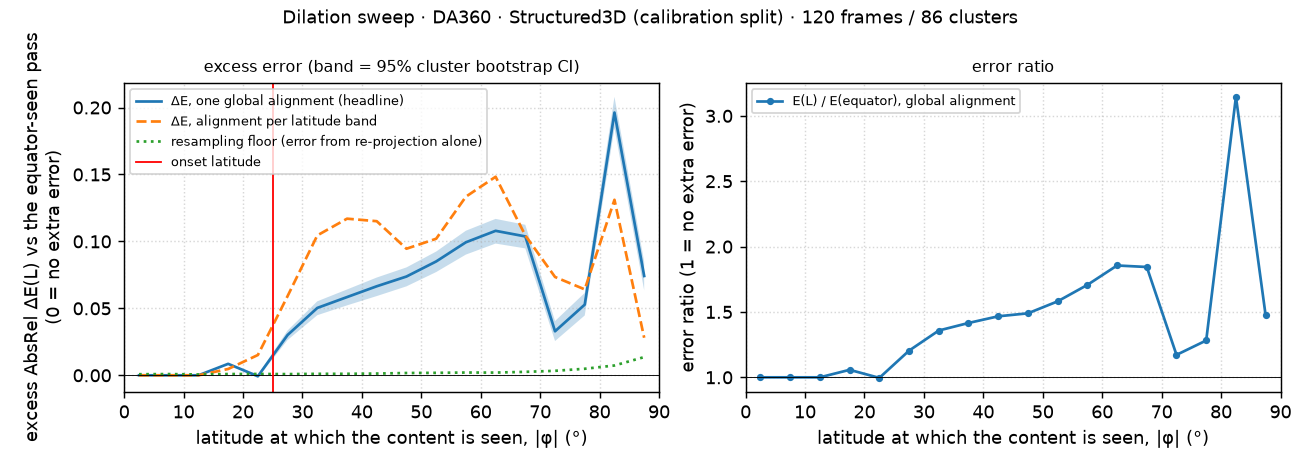 Dilation sweep · DA360 · Structured3D (calibration split) · 120 frames / 86 clusters
excess error (band = 95% cluster bootstrap CI)
excess AbsRel ΔE(L) vs the equator-seen pass
(0 = no extra error)
0.20
0.15
0.10
0.05
0.00
ΔE, one global alignment (headline)
ΔE, alignment per latitude band
resampling floor (error from re-projection alone)
onset latitude
0 10 20 30 40 50 60 70 80 90
latitude at which the content is seen, |φ| (°)
error ratio
error ratio (1 = no extra error)
3.0
2.5
2.0
1.5
1.0
E(L) / E(equator), global alignment
0 10 20 30 40 50 60 70 80 90
latitude at which the content is seen, |φ| (°)